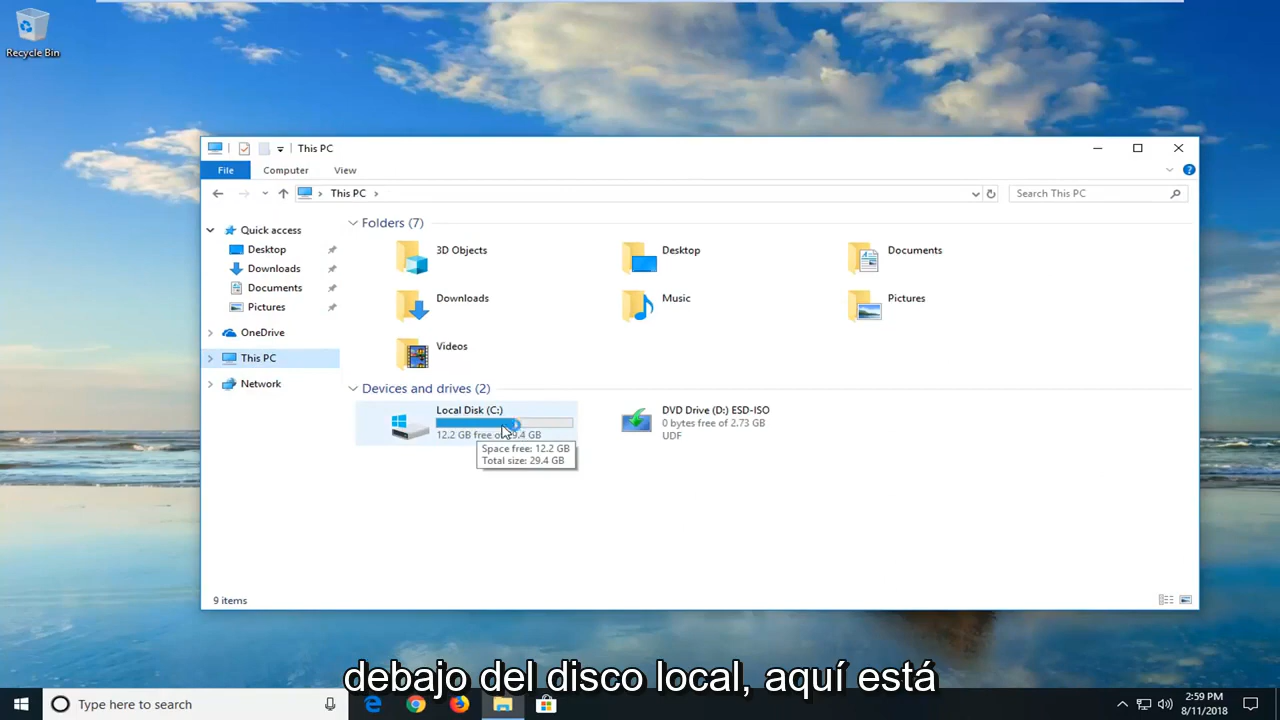 Recycle Bin
This PC
File Computer View
This PC
Search This PC
Quick access
Desktop
Downloads
Documents
Pictures
OneDrive
This PC
Network
Folders (7)
3D Objects
Desktop
Documents
Downloads
Music
Pictures
Videos
Devices and drives (2)
Local Disk (C:)
12.2 GB free of 29.4 GB
Space free: 12.2 GB
Total size: 29.4 GB
DVD Drive (D:) ESD-ISO
0 bytes free of 2.73 GB
UDF
9 items
debajo del disco local, aquí está
Type here to search
2:59 PM
8/11/2018